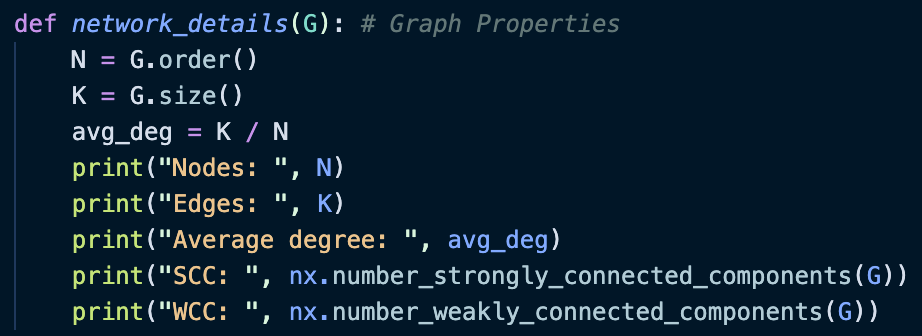 def network_details(G): # Graph Properties
    N = G.order()
    K = G.size()
    avg_deg = K / N
    print("Nodes: ", N)
    print("Edges: ", K)
    print("Average degree: ", avg_deg)
    print("SCC: ", nx.number_strongly_connected_components(G))
    print("WCC: ", nx.number_weakly_connected_components(G))